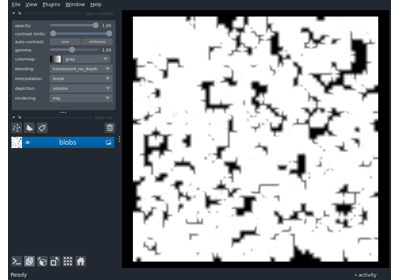 File View Plugins Window Help
opacity: 1.00
contrast limits:
auto-contrast: once continuous
gamma: 1.00
colormap: gray
blending: translucent_no_depth
interpolation: linear
depiction: volume
rendering: mip
blobs
Ready
activity